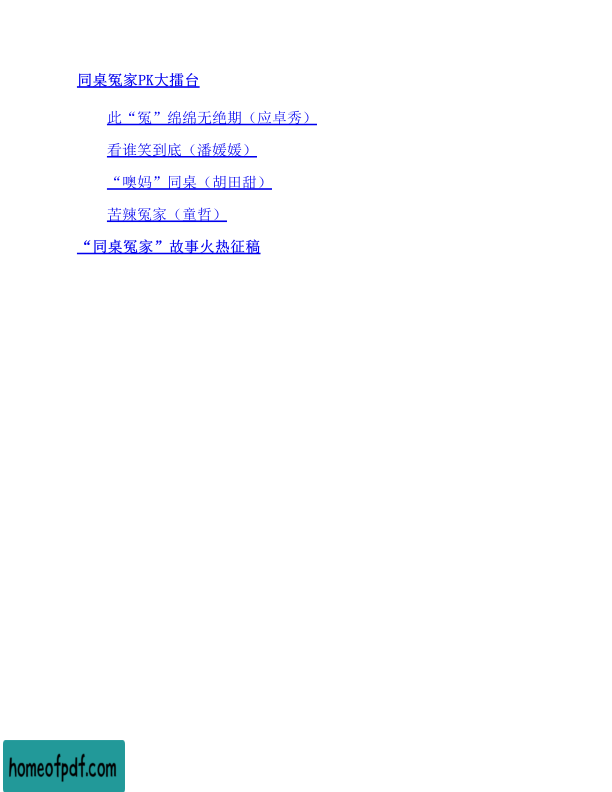 同桌冤家PK大擂台
此“冤”绵绵无绝期（应卓秀）
看谁笑到底（潘媛媛）
“噢妈”同桌（胡田甜）
苦辣冤家（童哲）
“同桌冤家”故事火热征稿
homeofpdf.com